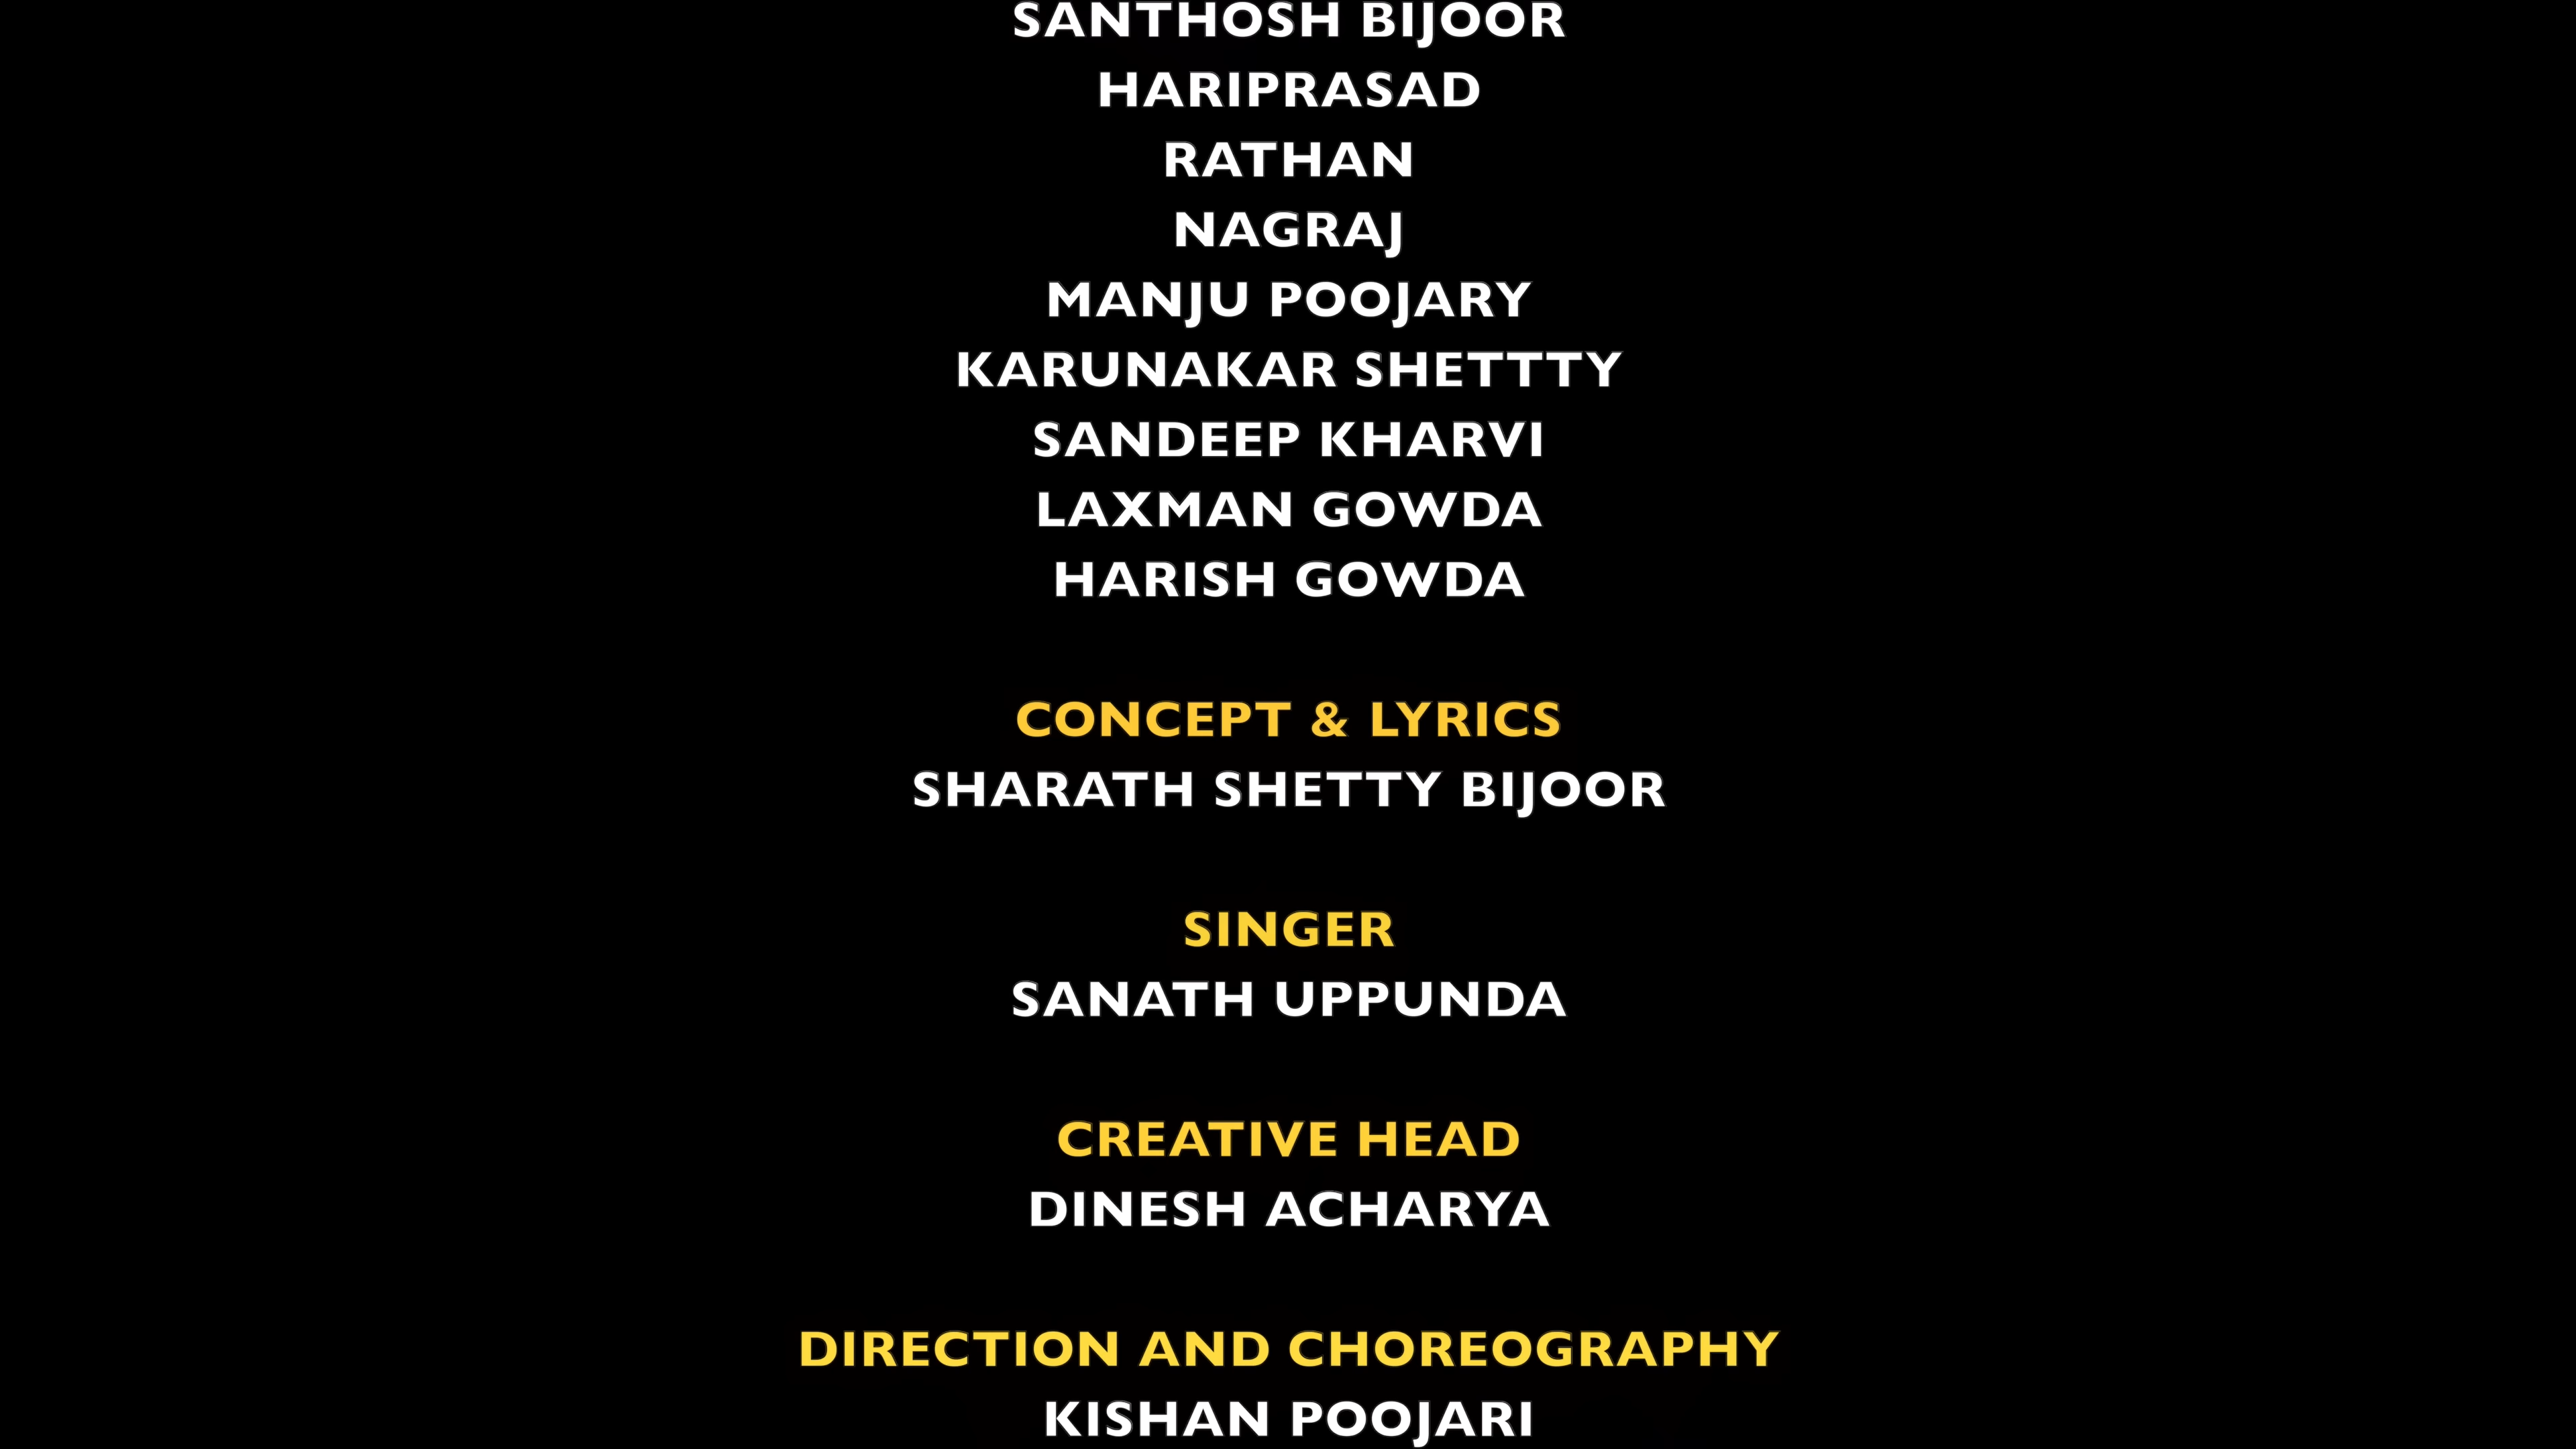 SANTHOSH BIJOOR
HARIPRASAD
RATHAN
NAGRAJ
MANJU POOJARY
KARUNAKAR SHETTTY
SANDEEP KHARVI
LAXMAN GOWDA
HARISH GOWDA
CONCEPT & LYRICS
SHARATH SHETTY BIJOOR
SINGER
SANATH UPPUNDA
CREATIVE HEAD
DINESH ACHARYA
DIRECTION AND CHOREOGRAPHY
KISHAN POOJARI